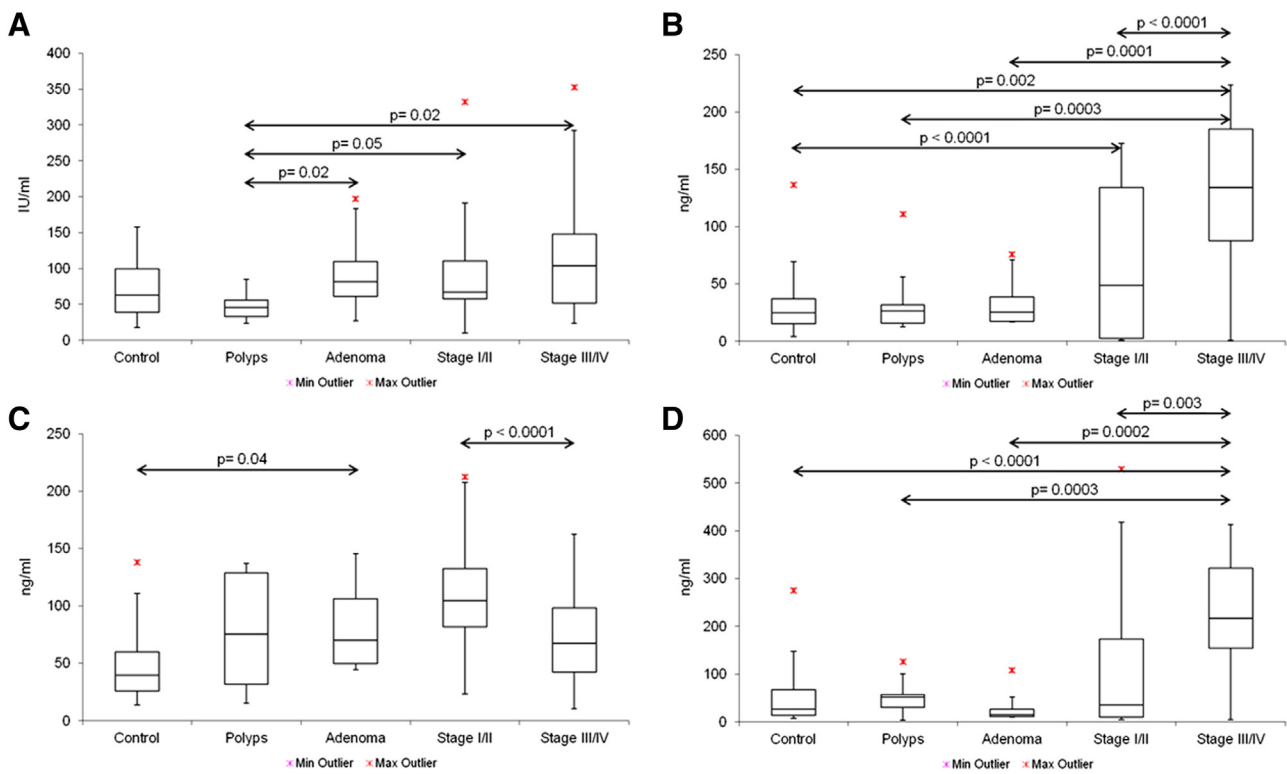 A
400
350
300
250
200
150
100
50
0
IU/ml
p= 0.02
p= 0.05
p= 0.02
Control Polyps Adenoma Stage I/II Stage III/IV
Min Outlier Max Outlier
B
250
200
150
100
50
0
ng/ml
p < 0.0001
p= 0.0001
p= 0.002
p= 0.0003
p < 0.0001
Control Polyps Adenoma Stage I/II Stage III/IV
Min Outlier Max Outlier
C
250
200
150
100
50
0
ng/ml
p < 0.0001
p= 0.04
Control Polyps Adenoma Stage I/II Stage III/IV
Min Outlier Max Outlier
D
600
500
400
300
200
100
0
ng/ml
p= 0.003
p= 0.0002
p < 0.0001
p= 0.0003
Control Polyps Adenoma Stage I/II Stage III/IV
Min Outlier Max Outlier